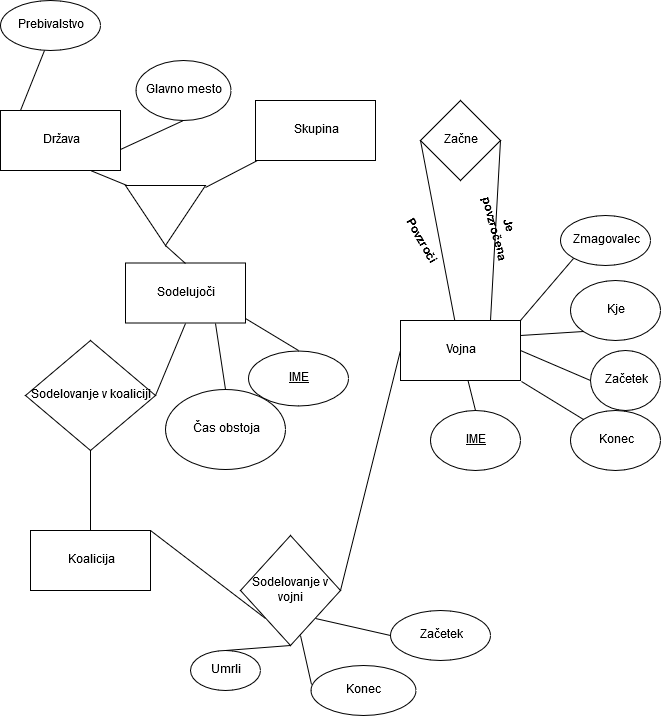 Prebivalstvo
Glavno mesto
Država
Skupina
Začne
Povzroči
Je
povzročena
Zmagovalec
Sodelujoči
Kje
Vojna
IME
Začetek
Sodelovanje v koaliciji
Čas obstoja
IME
Konec
Koalicija
Sodelovanje v
vojni
Začetek
Umrli
Konec